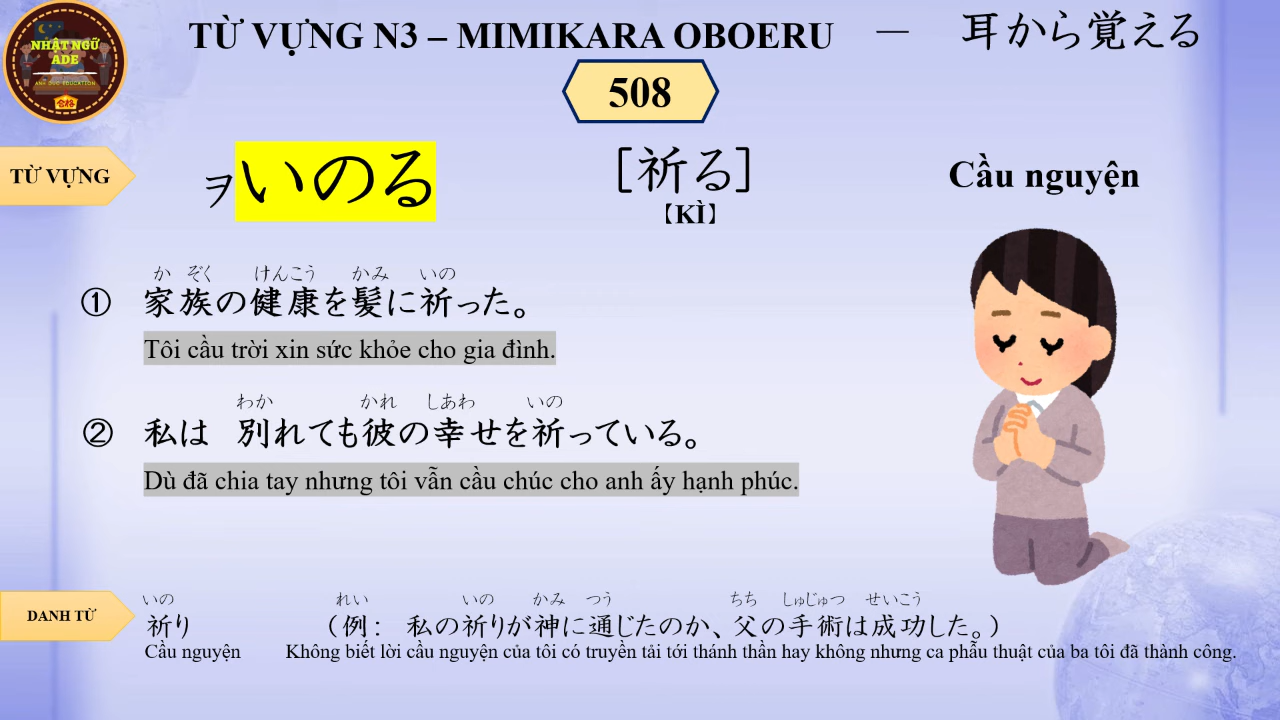 NHẬT NGỮ
ADE
ANH DUC EDUCATION
合格
TỪ VỰNG N3 – MIMIKARA OBOERU ― 耳から覚える
508
TỪ VỰNG
ヲいのる [祈る] Cầu nguyện
【KÌ】
か ぞく けんこう かみ いの
① 家族の健康を髪に祈った。
Tôi cầu trời xin sức khỏe cho gia đình.
わか かれ しあわ いの
② 私は 別れても彼の幸せを祈っている。
Dù đã chia tay nhưng tôi vẫn cầu chúc cho anh ấy hạnh phúc.
DANH TỪ
いの れい いの かみ つう ちち しゅじゅつ せいこう
祈り （例： 私の祈りが神に通じたのか、父の手術は成功した。）
Cầu nguyện Không biết lời cầu nguyện của tôi có truyền tải tới thánh thần hay không nhưng ca phẫu thuật của ba tôi đã thành công.